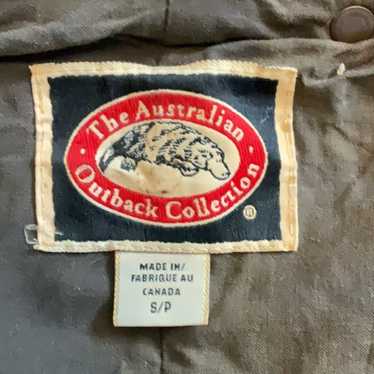 The Australian
Outback Collection
®
MADE IN/
FABRIQUE AU
CANADA
S/P